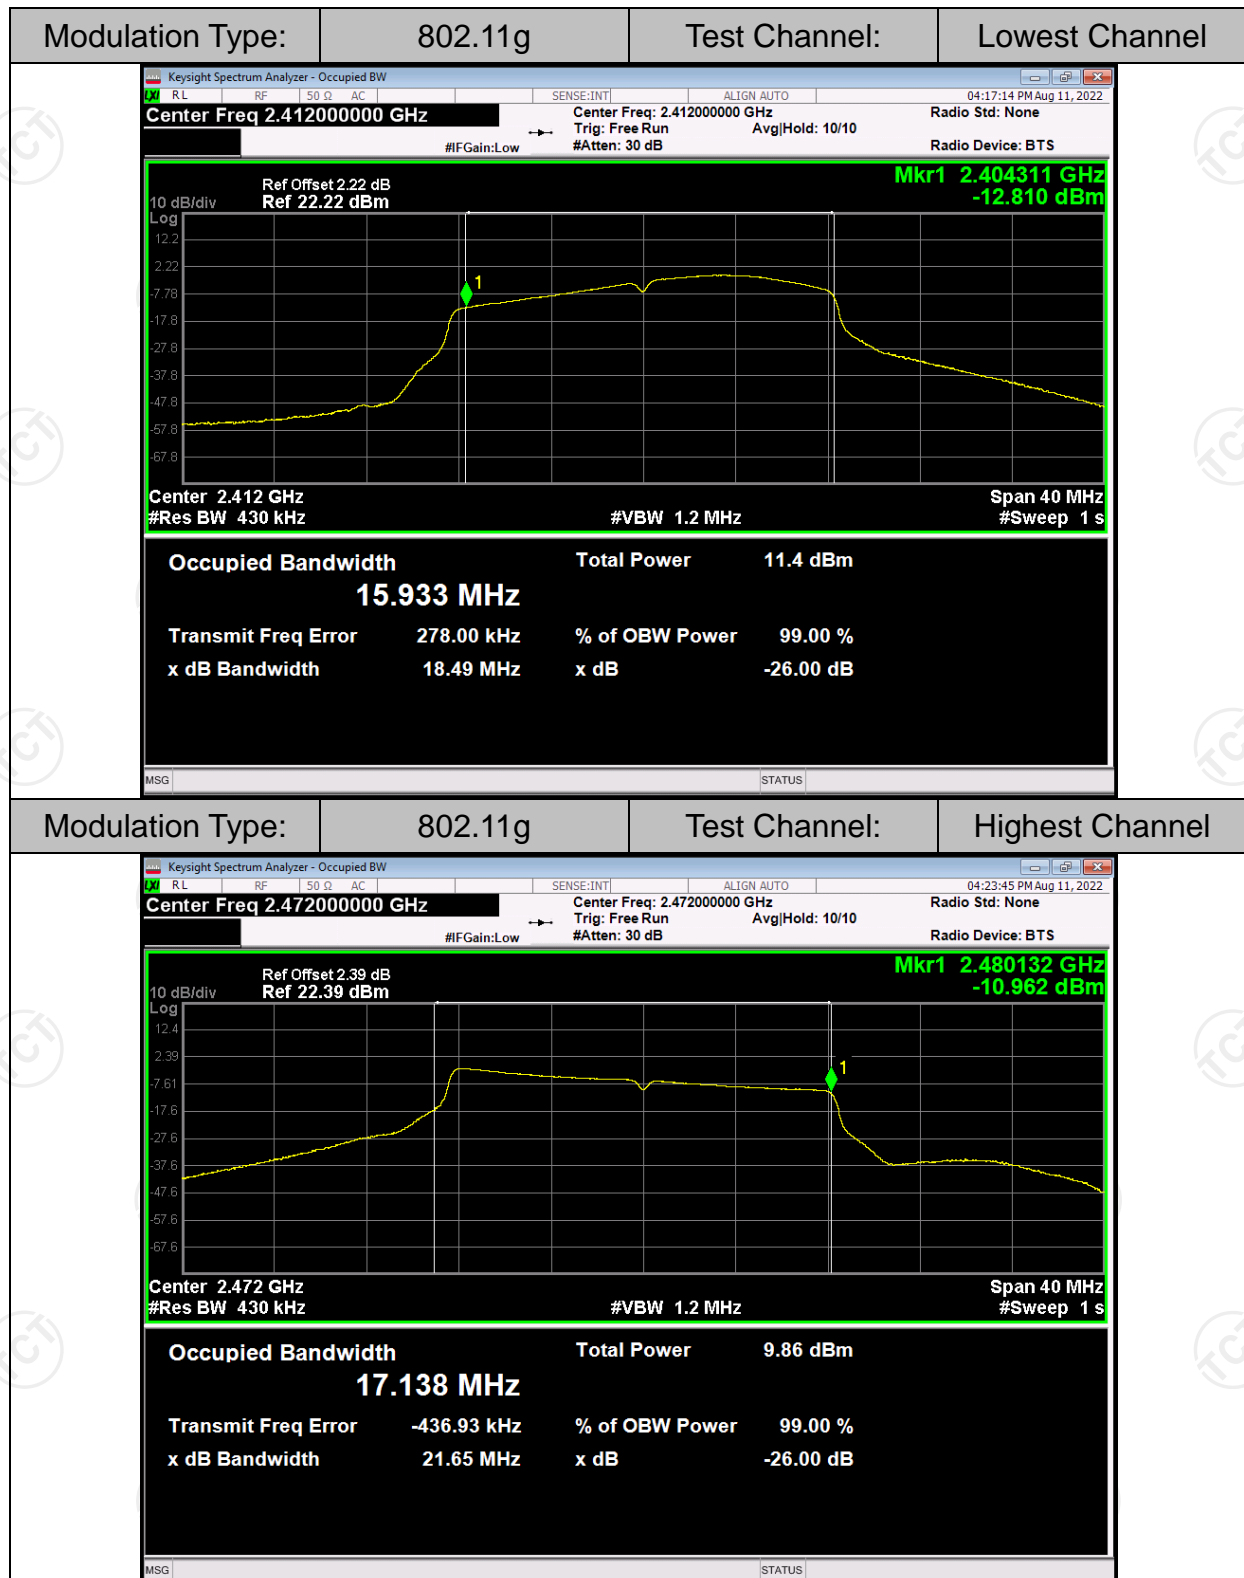 Modulation Type: 802.11g Test Channel: Lowest Channel
Keysight Spectrum Analyzer - Occupied BW
LXI RL RF 50 Ω AC SENSE:INT ALIGN AUTO 04:17:14 PM Aug 11, 2022
Center Freq 2.412000000 GHz Center Freq: 2.412000000 GHz Radio Std: None
Trig: Free Run Avg|Hold: 10/10
#IFGain:Low #Atten: 30 dB Radio Device: BTS
Mkr1 2.404311 GHz
Ref Offset 2.22 dB
10 dB/div Ref 22.22 dBm -12.810 dBm
Log
12.2
2.22
1
-7.78
-17.8
-27.8
-37.8
-47.8
-57.8
-67.8
Center 2.412 GHz Span 40 MHz
#Res BW 430 kHz #VBW 1.2 MHz #Sweep 1 s
Occupied Bandwidth Total Power 11.4 dBm
15.933 MHz
Transmit Freq Error 278.00 kHz % of OBW Power 99.00 %
x dB Bandwidth 18.49 MHz x dB -26.00 dB
MSG STATUS
Modulation Type: 802.11g Test Channel: Highest Channel
Keysight Spectrum Analyzer - Occupied BW
LXI RL RF 50 Ω AC SENSE:INT ALIGN AUTO 04:23:45 PM Aug 11, 2022
Center Freq 2.472000000 GHz Center Freq: 2.472000000 GHz Radio Std: None
Trig: Free Run Avg|Hold: 10/10
#IFGain:Low #Atten: 30 dB Radio Device: BTS
Mkr1 2.480132 GHz
Ref Offset 2.39 dB
10 dB/div Ref 22.39 dBm -10.962 dBm
Log
12.4
2.39
1
-7.61
-17.6
-27.6
-37.6
-47.6
-57.6
-67.6
Center 2.472 GHz Span 40 MHz
#Res BW 430 kHz #VBW 1.2 MHz #Sweep 1 s
Occupied Bandwidth Total Power 9.86 dBm
17.138 MHz
Transmit Freq Error -436.93 kHz % of OBW Power 99.00 %
x dB Bandwidth 21.65 MHz x dB -26.00 dB
MSG STATUS
TCT
TCT
TCT
TCT
TCT
TCT
TCT
TCT
TCT
TCT